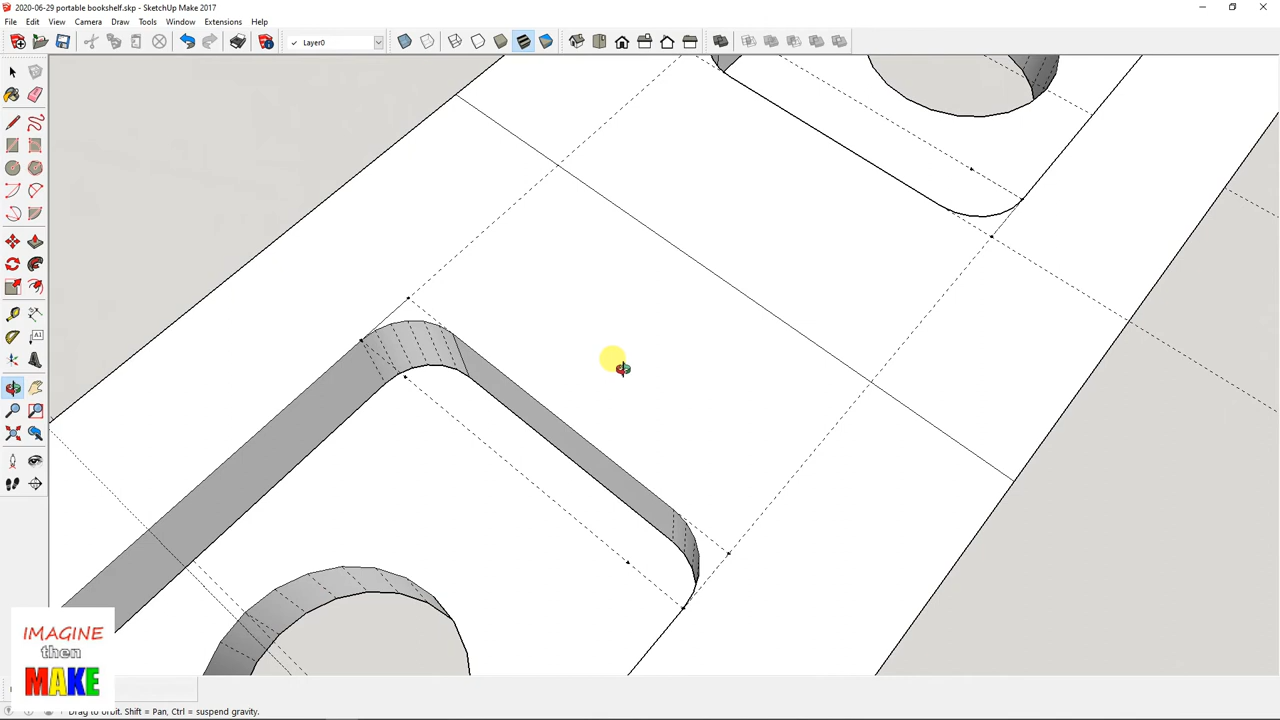 2020-06-29 portable bookshelf.skp - SketchUp Make 2017
File Edit View Camera Draw Tools Window Extensions Help
Layer0
A1
IMAGINE
then
MAKE
Drag to orbit. Shift = Pan, Ctrl = suspend gravity.